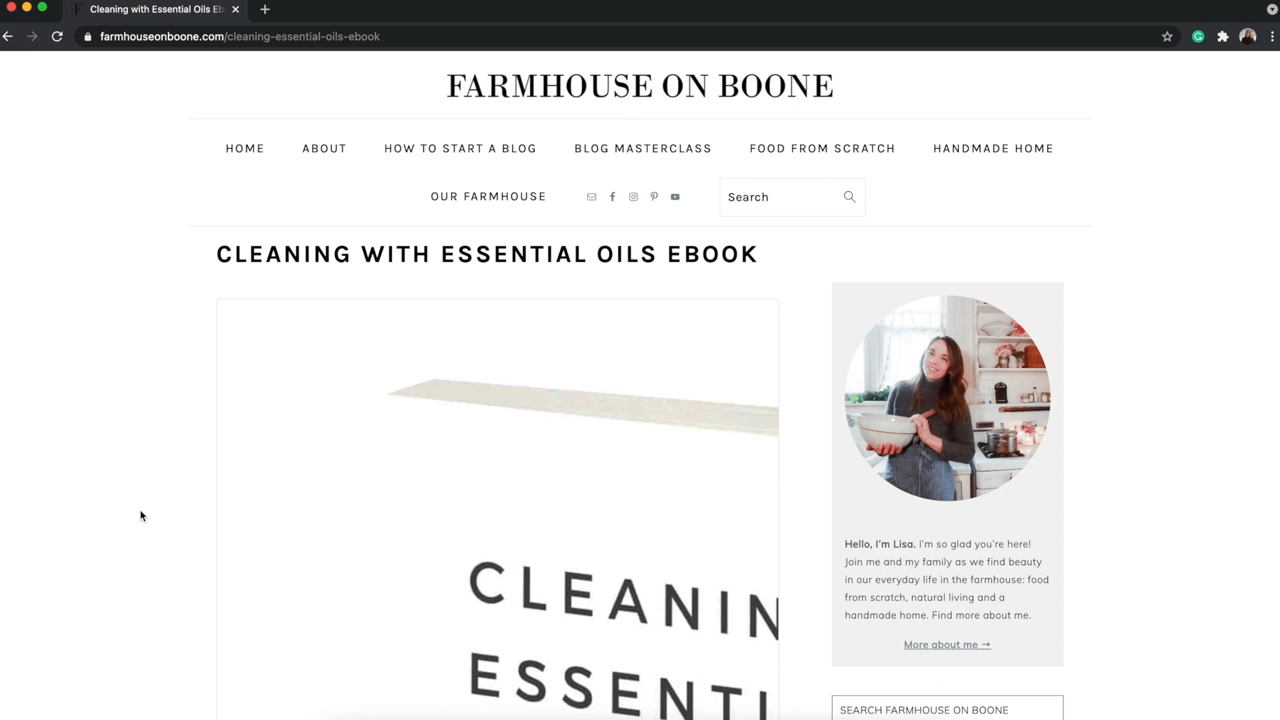 Cleaning with Essential Oils Eb
farmhouseonboone.com/cleaning-essential-oils-ebook
FARMHOUSE ON BOONE
HOME ABOUT HOW TO START A BLOG BLOG MASTERCLASS FOOD FROM SCRATCH HANDMADE HOME
OUR FARMHOUSE Search
CLEANING WITH ESSENTIAL OILS EBOOK
CLEANIN
ESSENTI
Hello, I'm Lisa. I'm so glad you're here!
Join me and my family as we find beauty
in our everyday life in the farmhouse: food
from scratch, natural living and a
handmade home. Find more about me.
More about me →
SEARCH FARMHOUSE ON BOONE